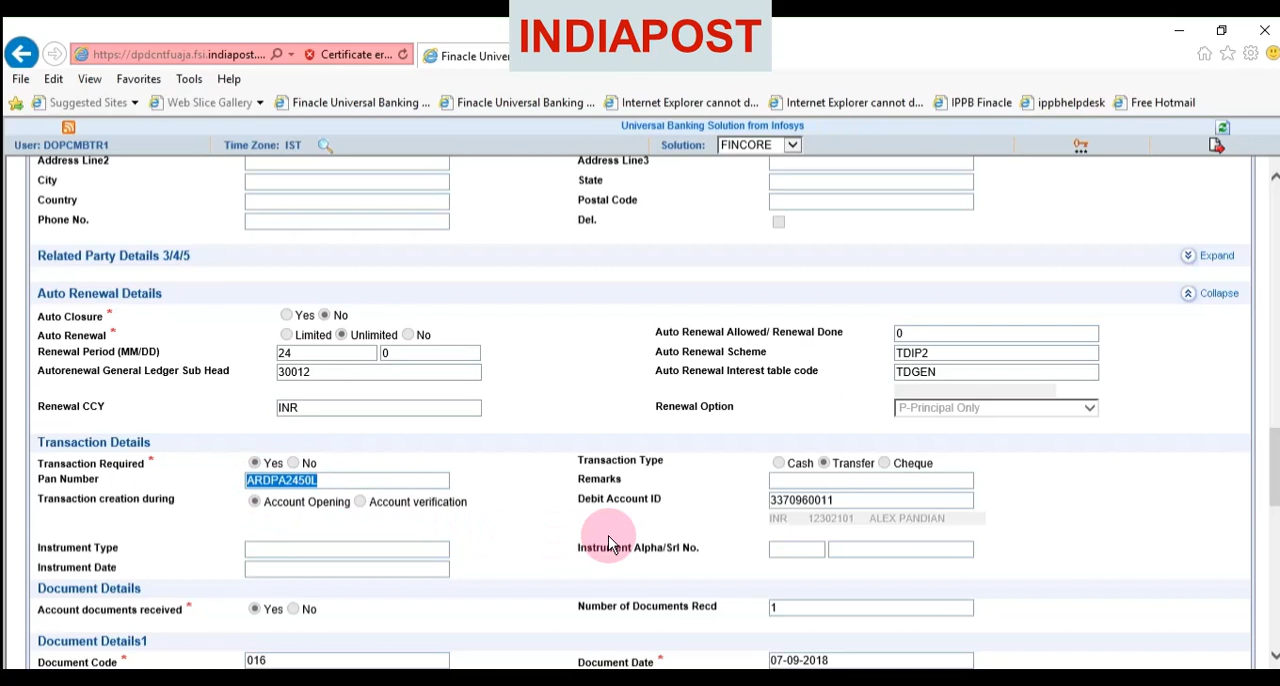 INDIAPOST
https://dpdcntfuaja.fsi.indiapost.... Certificate er... Finacle Unive
File Edit View Favorites Tools Help
Suggested Sites Web Slice Gallery Finacle Universal Banking ... Finacle Universal Banking ... Internet Explorer cannot d... Internet Explorer cannot d... IPPB Finacle ippbhelpdesk Free Hotmail
Universal Banking Solution from Infosys
User: DOPCMBTR1 Time Zone: IST Solution: FINCORE
Address Line2 Address Line3
City State
Country Postal Code
Phone No. Del.
Related Party Details 3/4/5 Expand
Auto Renewal Details Collapse
Auto Closure * Yes No
Auto Renewal * Limited Unlimited No Auto Renewal Allowed/ Renewal Done 0
Renewal Period (MM/DD) 24 0 Auto Renewal Scheme TDIP2
Autorenewal General Ledger Sub Head 30012 Auto Renewal Interest table code TDGEN
Renewal CCY INR Renewal Option P-Principal Only
Transaction Details
Transaction Required * Yes No Transaction Type Cash Transfer Cheque
Pan Number ARDPA2450L Remarks
Transaction creation during Account Opening Account verification Debit Account ID 3370960011
INR 12302101 ALEX PANDIAN
Instrument Type Instrument Alpha/Srl No.
Instrument Date
Document Details
Account documents received * Yes No Number of Documents Recd 1
Document Details1
Document Code * 016 Document Date * 07-09-2018